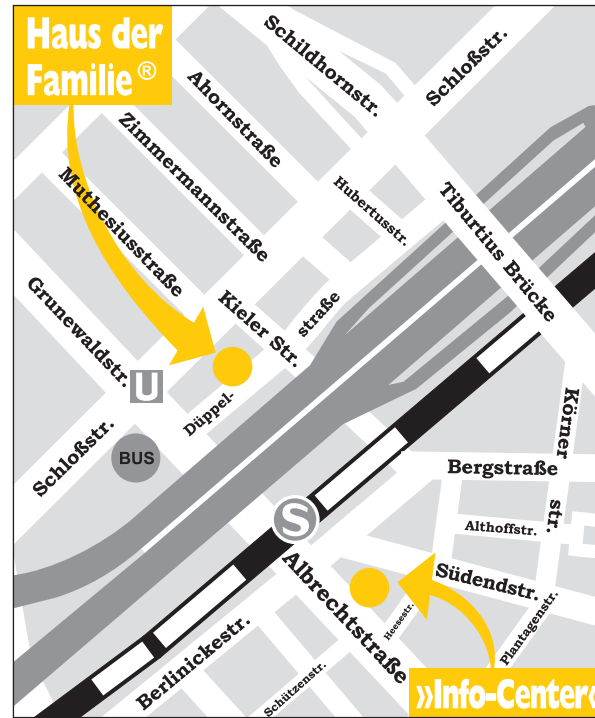 Haus der
Familie ®
Schildhornstr.
Schloßstr.
Ahornstraße
Zimmermannstraße
Muthesiusstraße
Hubertusstr.
Tiburtius Brücke
Grunewaldstr.
Kieler Str.
straße
U
Düppel-
Körner
str.
Schloßstr.
BUS
Bergstraße
S
Althoffstr.
Albrechtstraße
Südendstr.
Heesestr.
Plantagenstr.
Berlinickestr.
Schützenstr.
»Info-Center«